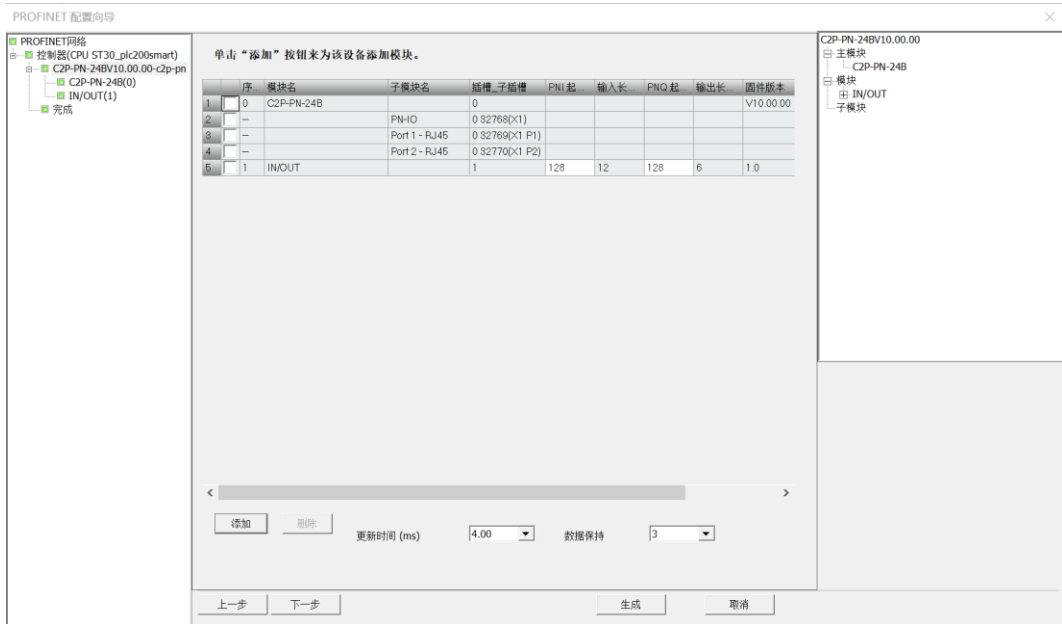 PROFINET 配置向导
PROFINET网络
控制器(CPU ST30_plc200smart)
C2P-PN-24BV10.00.00-c2p-pn
C2P-PN-24B(0)
IN/OUT(1)
完成
单击“添加”按钮来为该设备添加模块。
序... 模块名 子模块名 插槽_子插槽 PNI 起... 输入长... PNQ 起... 输出长... 固件版本
1 0 C2P-PN-24B 0 V10.00.00
2 - PN-IO 0 32768(X1)
3 - Port 1 - RJ45 0 32769(X1 P1)
4 - Port 2 - RJ45 0 32770(X1 P2)
5 1 IN/OUT 1 128 12 128 6 1.0
添加 删除 更新时间 (ms) 4.00 数据保持 3
上一步 下一步 生成 取消
C2P-PN-24BV10.00.00
主模块
C2P-PN-24B
模块
IN/OUT
子模块